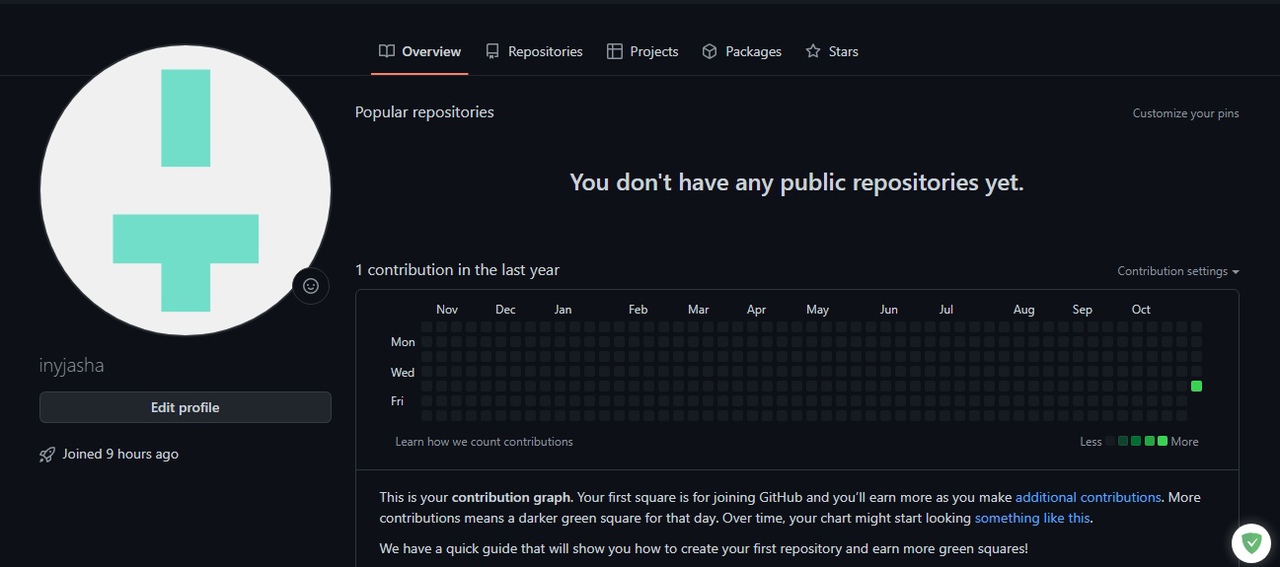 Overview Repositories Projects Packages Stars
Popular repositories
Customize your pins
You don't have any public repositories yet.
1 contribution in the last year
Contribution settings
Nov Dec Jan Feb Mar Apr May Jun Jul Aug Sep Oct
Mon
Wed
Fri
Learn how we count contributions
Less More
inyjasha
Edit profile
Joined 9 hours ago
This is your contribution graph. Your first square is for joining GitHub and you'll earn more as you make additional contributions. More
contributions means a darker green square for that day. Over time, your chart might start looking something like this.
We have a quick guide that will show you how to create your first repository and earn more green squares!